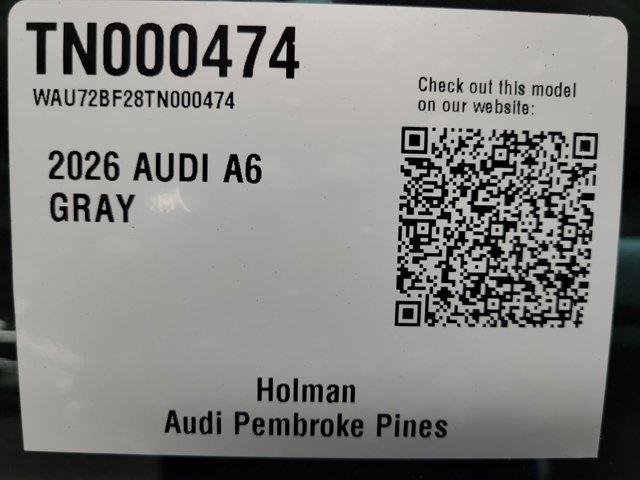 TN000474
WAU72BF28TN000474
Check out this model
on our website:
2026 AUDI A6
GRAY
Holman
Audi Pembroke Pines